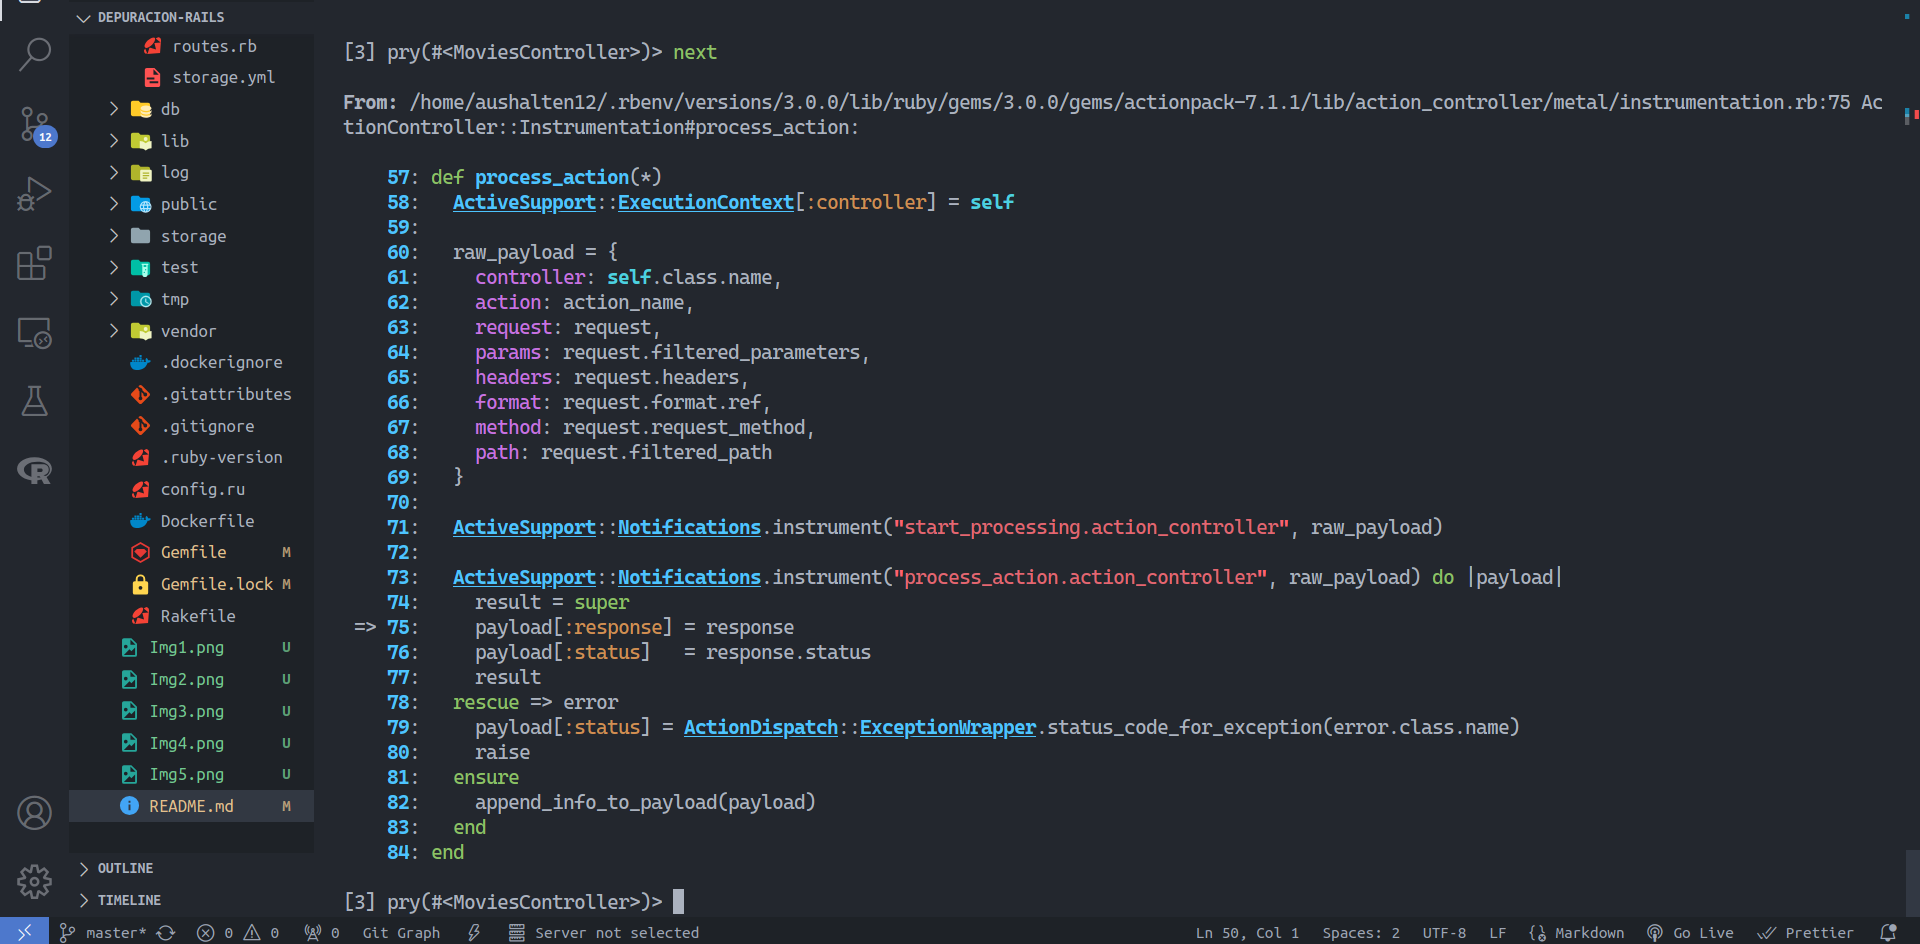 DEPURACION-RAILS
routes.rb
storage.yml
db
lib
log
public
storage
test
tmp
vendor
.dockerignore
.gitattributes
.gitignore
.ruby-version
config.ru
Dockerfile
Gemfile M
Gemfile.lock M
Rakefile
Img1.png U
Img2.png U
Img3.png U
Img4.png U
Img5.png U
README.md M
OUTLINE
TIMELINE
12
[3] pry(#<MoviesController>)> next
From: /home/aushalten12/.rbenv/versions/3.0.0/lib/ruby/gems/3.0.0/gems/actionpack-7.1.1/lib/action_controller/metal/instrumentation.rb:75 Ac
tionController::Instrumentation#process_action:
57: def process_action(*)
58:   ActiveSupport::ExecutionContext[:controller] = self
59:
60:   raw_payload = {
61:     controller: self.class.name,
62:     action: action_name,
63:     request: request,
64:     params: request.filtered_parameters,
65:     headers: request.headers,
66:     format: request.format.ref,
67:     method: request.request_method,
68:     path: request.filtered_path
69:   }
70:
71:   ActiveSupport::Notifications.instrument("start_processing.action_controller", raw_payload)
72:
73:   ActiveSupport::Notifications.instrument("process_action.action_controller", raw_payload) do |payload|
74:     result = super
=> 75:     payload[:response] = response
76:     payload[:status]   = response.status
77:     result
78:   rescue => error
79:     payload[:status] = ActionDispatch::ExceptionWrapper.status_code_for_exception(error.class.name)
80:     raise
81:   ensure
82:     append_info_to_payload(payload)
83:   end
84: end
[3] pry(#<MoviesController>)>
master* 0 0 0 Git Graph Server not selected Ln 50, Col 1 Spaces: 2 UTF-8 LF Markdown Go Live Prettier